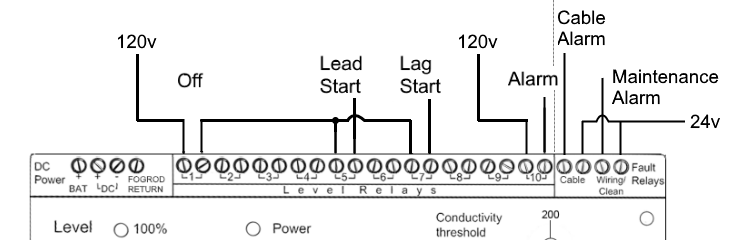 Cable
Alarm
120v
120v
Off
Lead
Start
Lag
Start
Alarm
Maintenance
Alarm
24v
DC
Power
+ + -
BAT
DC
FOGROD
RETURN
1 2 3 4 5 6 7 8 9 10
Level Relays
Cable
Wiring/
Clean
Fault
Relays
Level
100%
Power
Conductivity
threshold
200